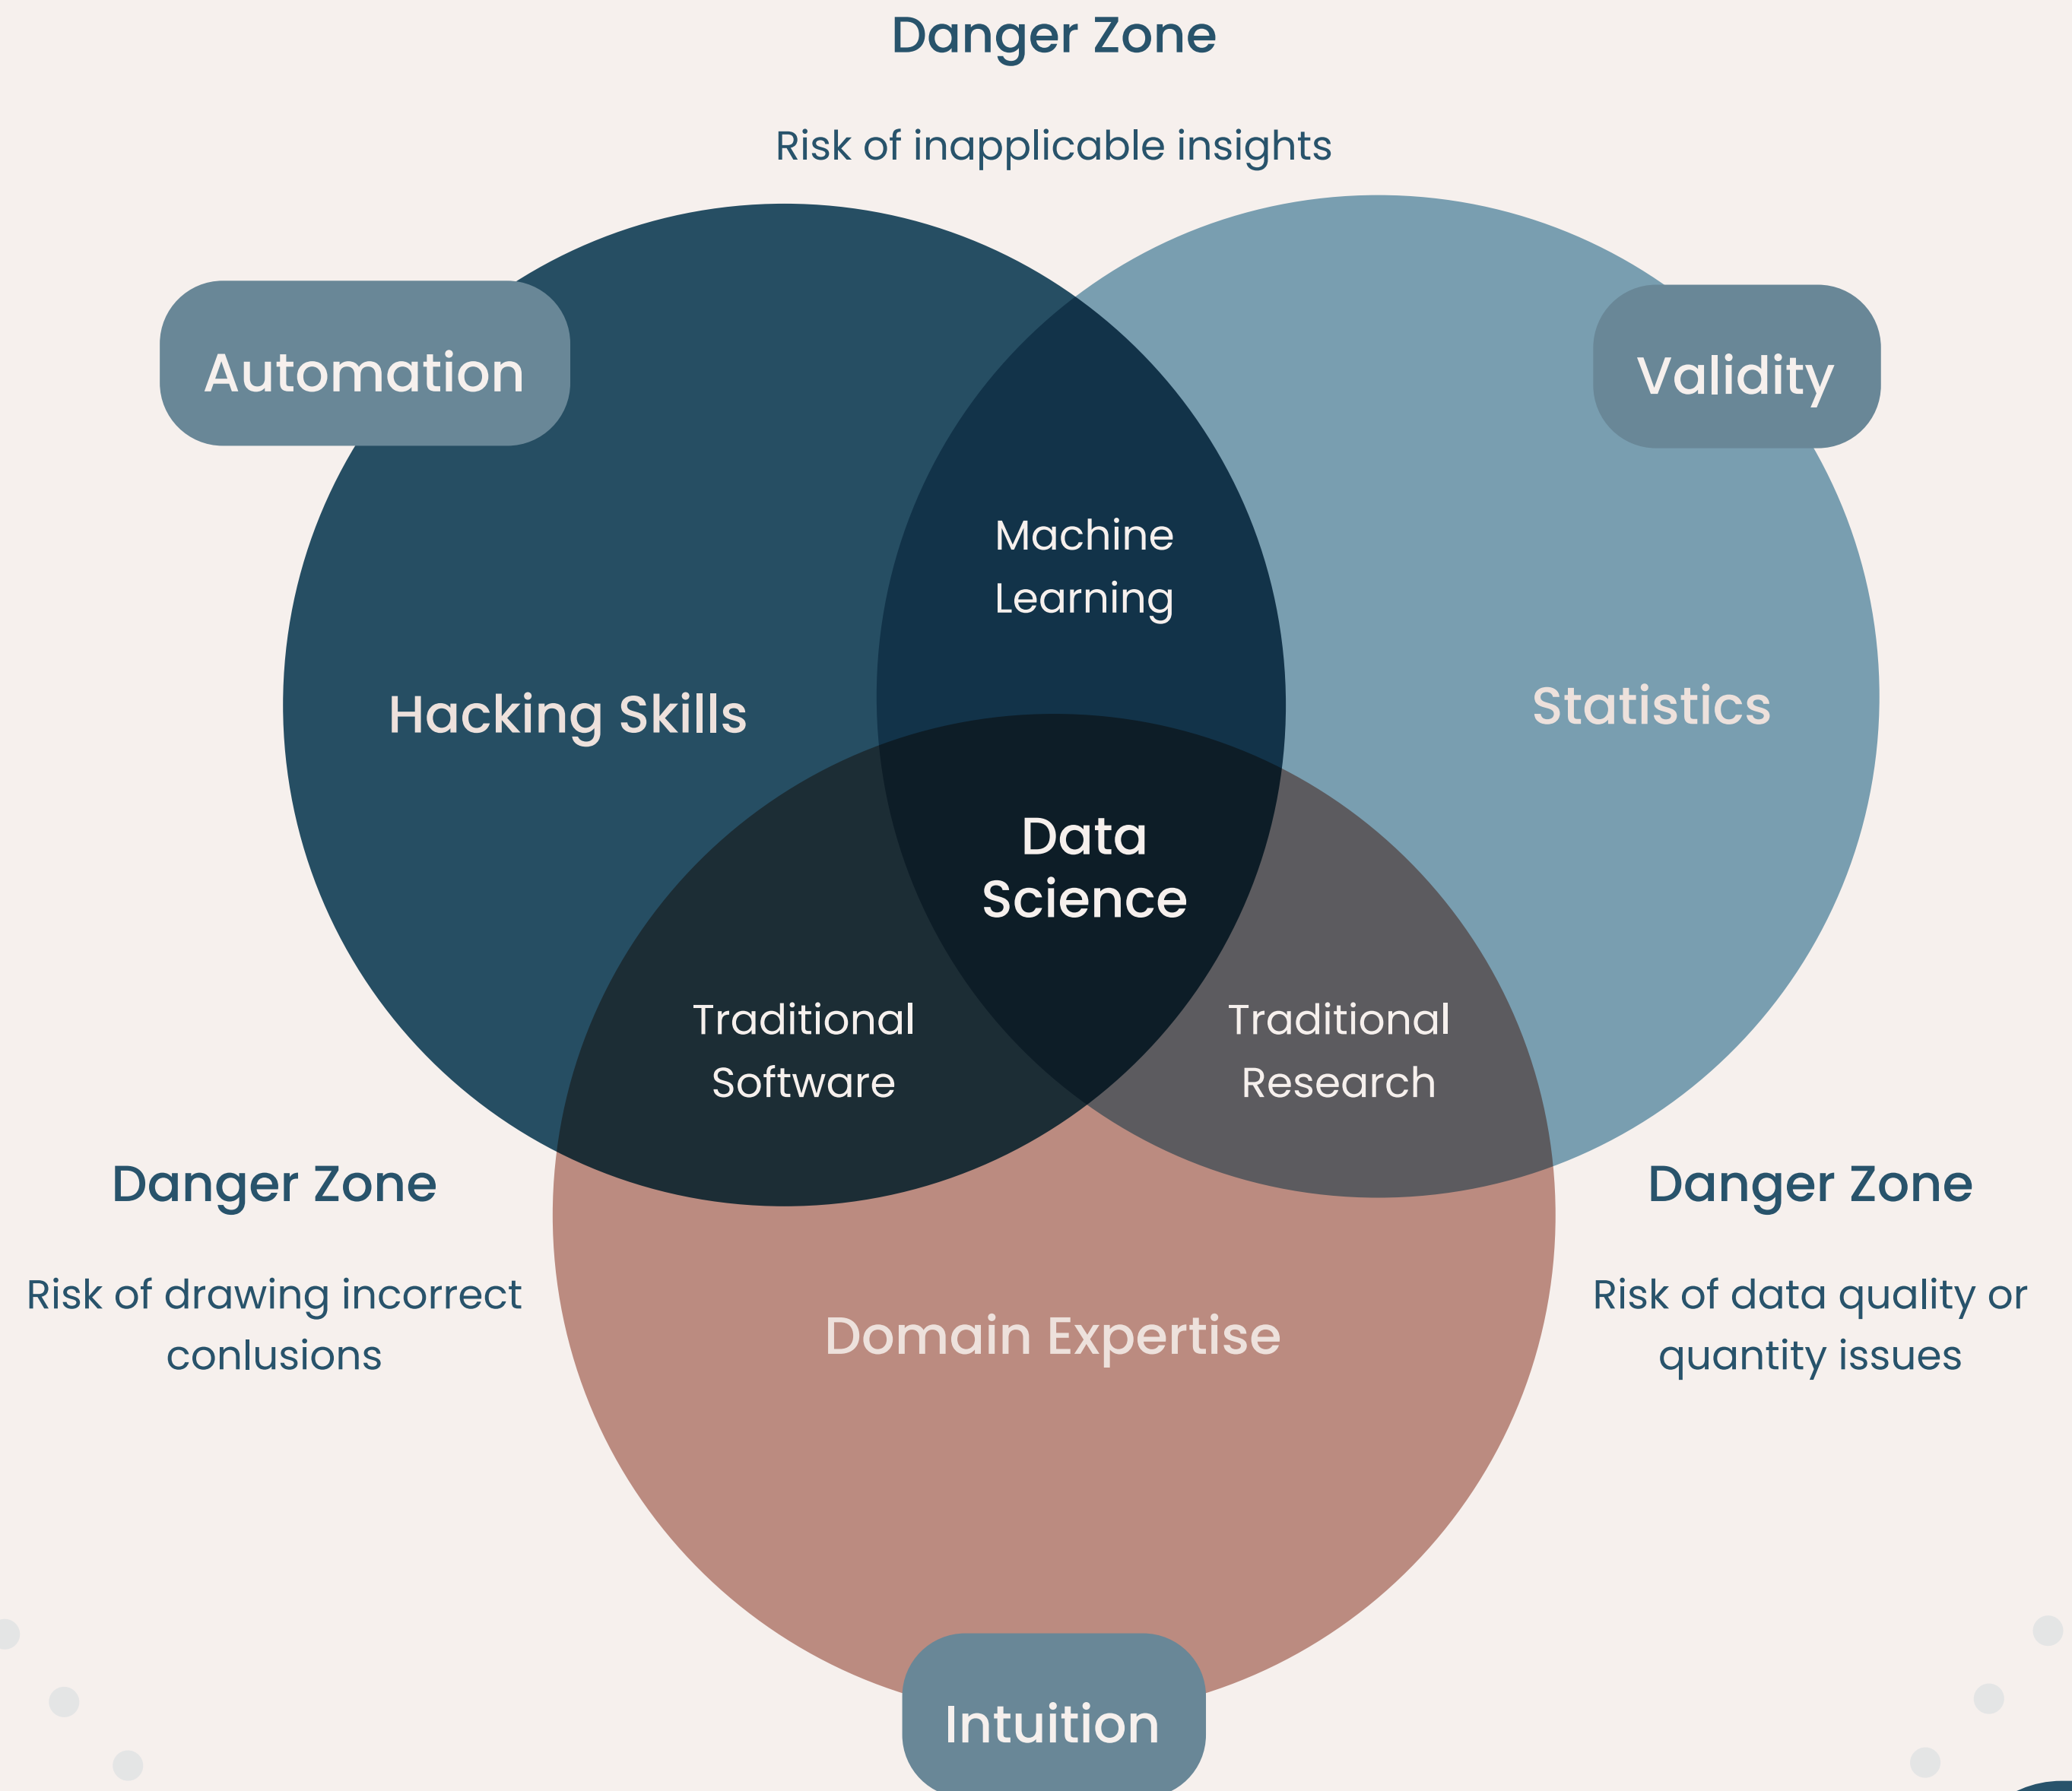 Danger Zone
Risk of inapplicable insights
Automation
Validity
Machine
Learning
Hacking Skills
Statistics
Data
Science
Traditional
Software
Traditional
Research
Danger Zone
Risk of drawing incorrect
conlusions
Danger Zone
Risk of data quality or
quantity issues
Domain Expertise
Intuition